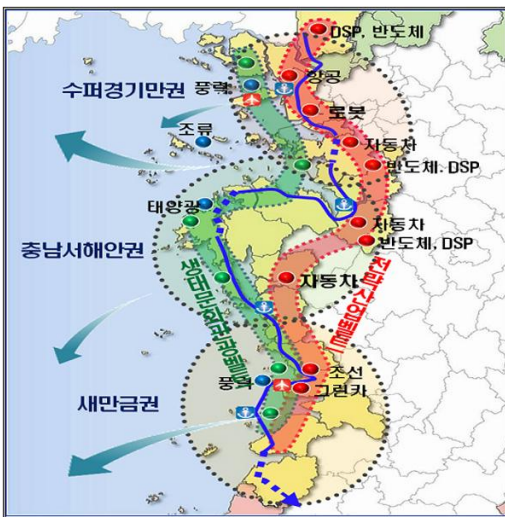 DSP, 반도체
항공
수퍼경기만권
풍력
로봇
조류
자동차
반도체, DSP
태양광
자동차
충남서해안권
반도체, DSP
자동차
생태문화관광벨트
전략산업벨트
조선
풍력
그린카
새만금권